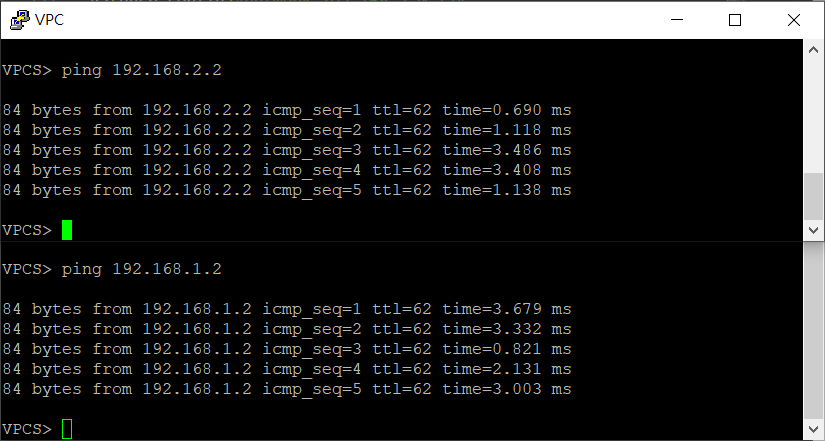 VPC
VPCS> ping 192.168.2.2
84 bytes from 192.168.2.2 icmp_seq=1 ttl=62 time=0.690 ms
84 bytes from 192.168.2.2 icmp_seq=2 ttl=62 time=1.118 ms
84 bytes from 192.168.2.2 icmp_seq=3 ttl=62 time=3.486 ms
84 bytes from 192.168.2.2 icmp_seq=4 ttl=62 time=3.408 ms
84 bytes from 192.168.2.2 icmp_seq=5 ttl=62 time=1.138 ms
VPCS>
VPCS> ping 192.168.1.2
84 bytes from 192.168.1.2 icmp_seq=1 ttl=62 time=3.679 ms
84 bytes from 192.168.1.2 icmp_seq=2 ttl=62 time=3.332 ms
84 bytes from 192.168.1.2 icmp_seq=3 ttl=62 time=0.821 ms
84 bytes from 192.168.1.2 icmp_seq=4 ttl=62 time=2.131 ms
84 bytes from 192.168.1.2 icmp_seq=5 ttl=62 time=3.003 ms
VPCS>